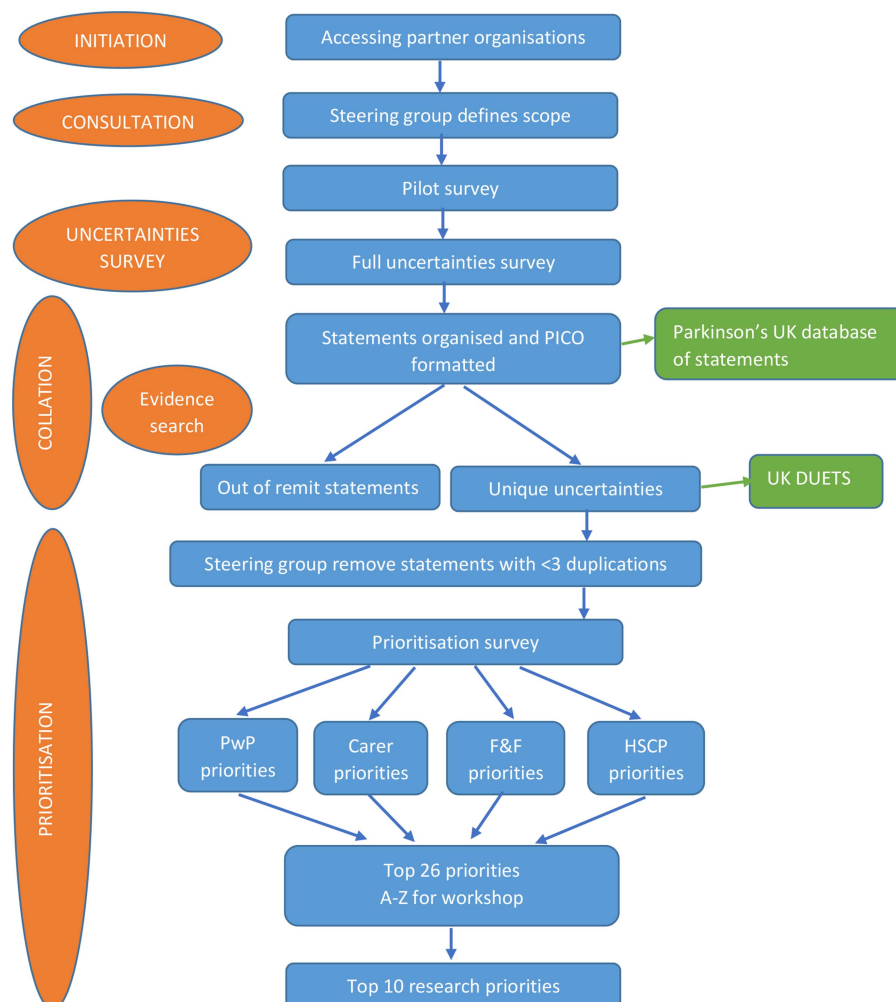 INITIATION
Accessing partner organisations
CONSULTATION
Steering group defines scope
Pilot survey
UNCERTAINTIES
SURVEY
Full uncertainties survey
COLLATION
Statements organised and PICO
formatted
Parkinson's UK database
of statements
Evidence
search
Out of remit statements
Unique uncertainties
UK DUETS
Steering group remove statements with <3 duplications
PRIORITISATION
Prioritisation survey
PwP
priorities
Carer
priorities
F&F
priorities
HSCP
priorities
Top 26 priorities
A-Z for workshop
Top 10 research priorities